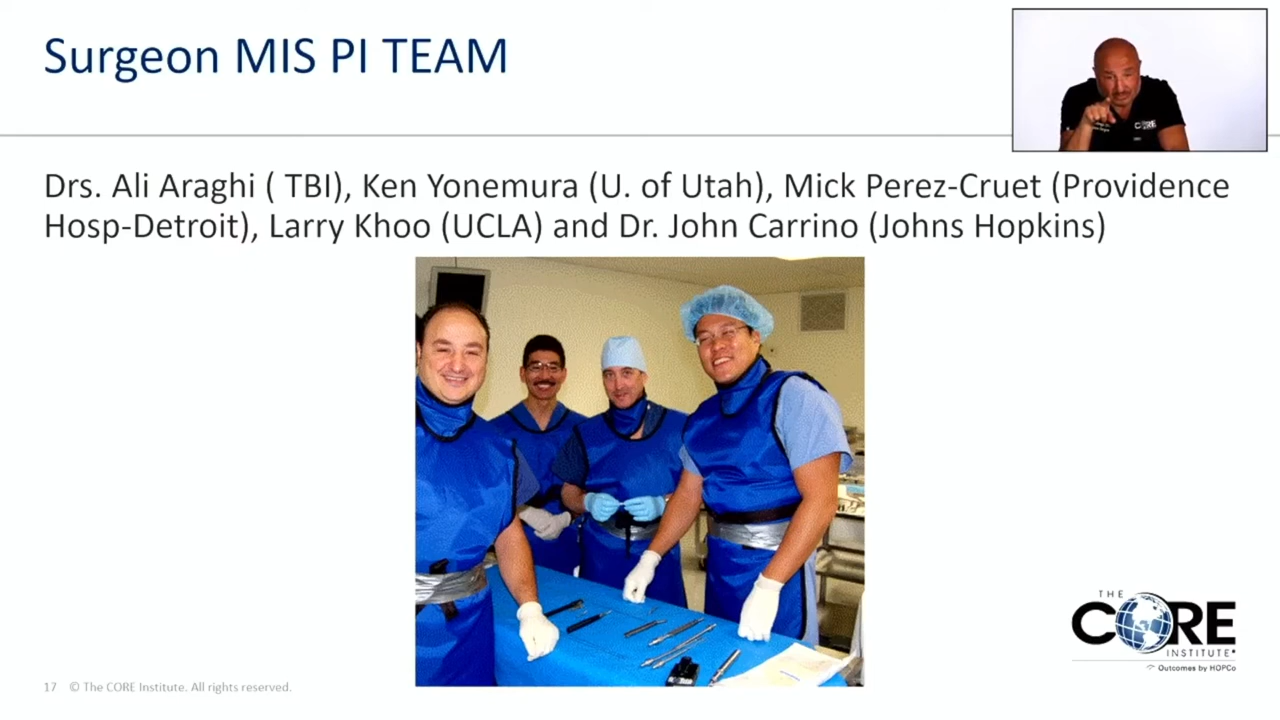 Surgeon MIS PI TEAM
CORE
Drs. Ali Araghi ( TBI), Ken Yonemura (U. of Utah), Mick Perez-Cruet (Providence
Hosp-Detroit), Larry Khoo (UCLA) and Dr. John Carrino (Johns Hopkins)
THE
CORE
INSTITUTE
Outcomes by HOPCo
17 © The CORE Institute. All rights reserved.